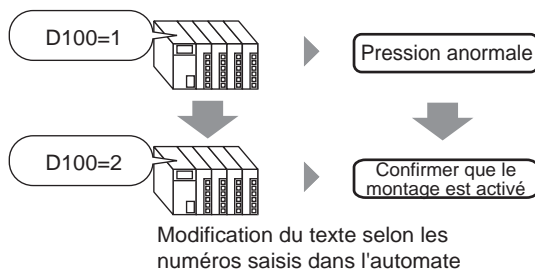 D100=1
Pression anormale
D100=2
Confirmer que le
montage est activé
Modification du texte selon les
numéros saisis dans l'automate